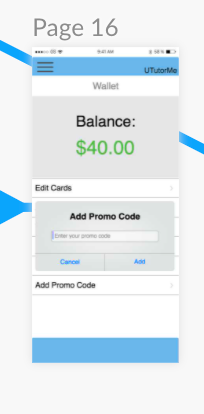 Page 16
9:41 AM
UTutorMe
Wallet
Balance:
$40.00
Edit Cards
Add Promo Code
Enter your promo code
Cancel Add
Add Promo Code